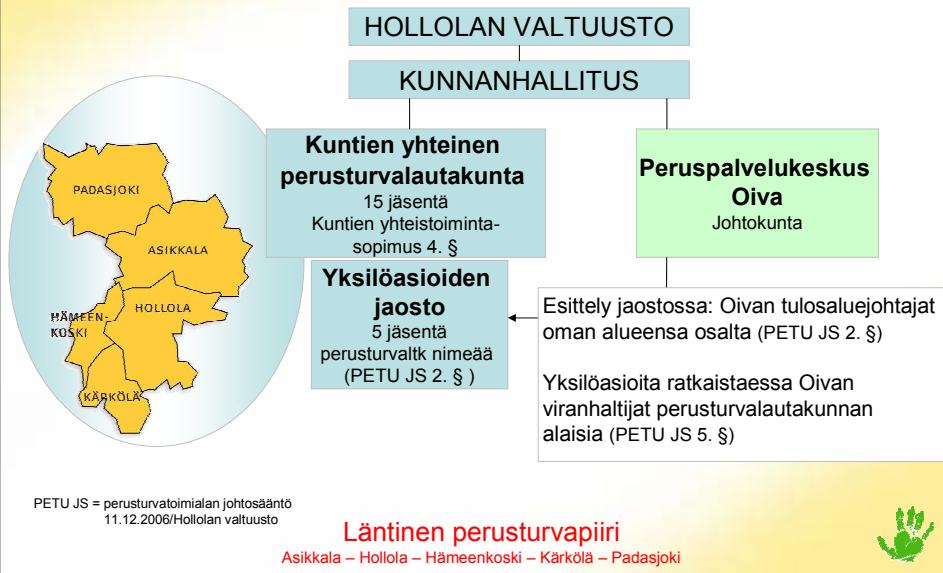 HOLLOLAN VALTUUSTO
KUNNANHALLITUS
Kuntien yhteinen
perusturvalautakunta
15 jäsentä
Kuntien yhteistoiminta-
sopimus 4. §
Peruspalvelukeskus
Oiva
Johtokunta
Yksilöasioiden
jaosto
5 jäsentä
perusturvaltk nimeää
(PETU JS 2. § )
Esittely jaostossa: Oivan tulosaluejohtajat
oman alueensa osalta (PETU JS 2. §)
Yksilöasioita ratkaistaessa Oivan
viranhaltijat perusturvalautakunnan
alaisia (PETU JS 5. §)
PADASJOKI
ASIKKALA
HOLLOLA
HÄMEEN-
KOSKI
KÄRKÖLÄ
PETU JS = perusturvatoimialan johtosääntö
11.12.2006/Hollolan valtuusto
Läntinen perusturvapiiri
Asikkala – Hollola – Hämeenkoski – Kärkölä – Padasjoki